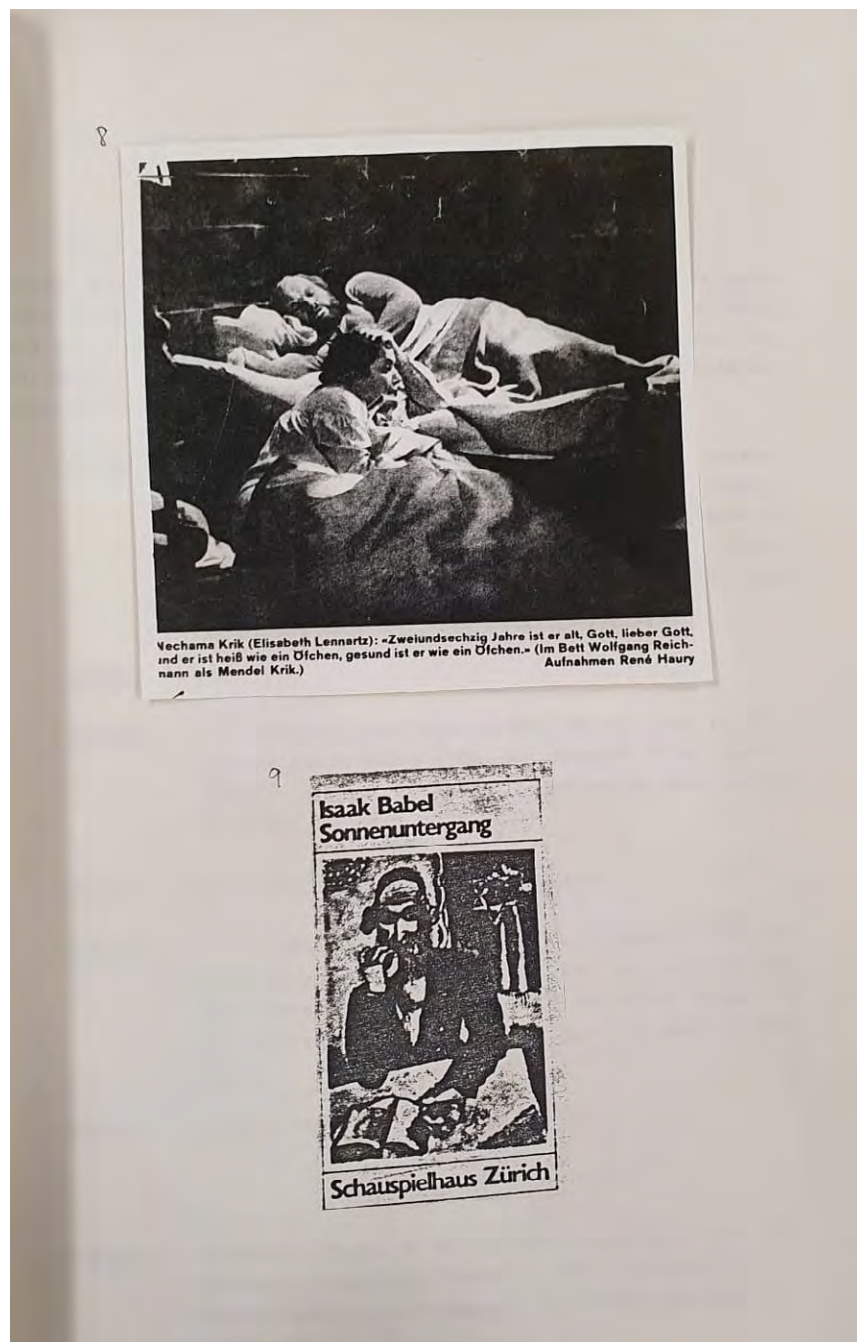 8
Nechama Krik (Elisabeth Lennartz): «Zweiundsechzig Jahre ist er alt, Gott, lieber Gott,
und er ist heiß wie ein Öfchen, gesund ist er wie ein Öfchen.» (Im Bett Wolfgang Reich-
mann als Mendel Krik.)
Aufnahmen René Haury
9
Isaak Babel
Sonnenuntergang
Schauspielhaus Zürich